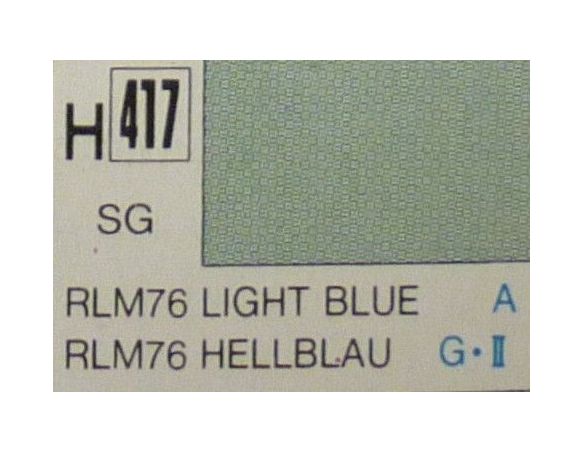 H 417
SG
RLM76 LIGHT BLUE A
RLM76 HELLBLAU G·II